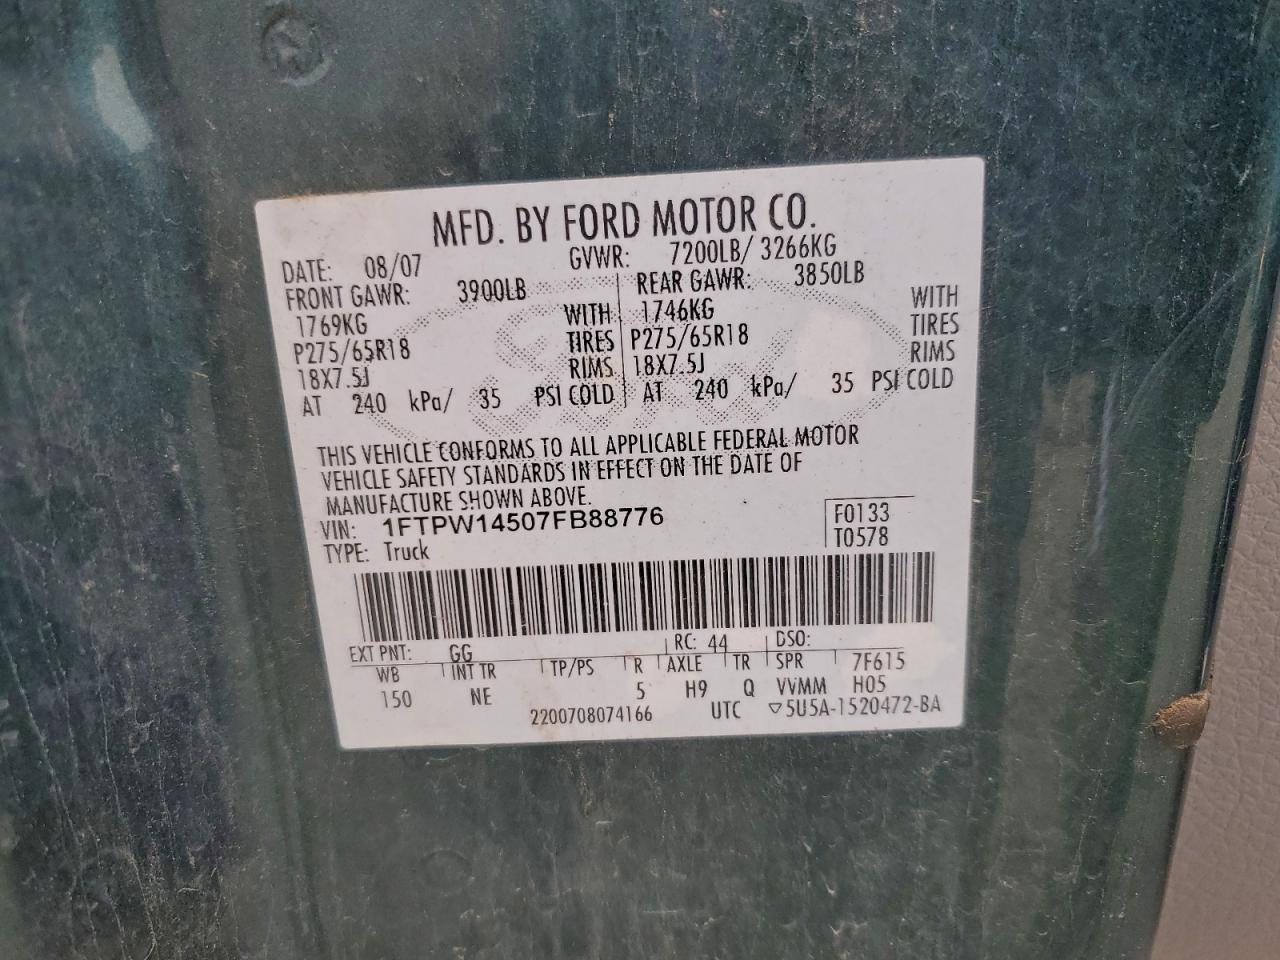 MFD. BY FORD MOTOR CO.
DATE: 08/07 GVWR: 7200LB/ 3266KG
FRONT GAWR: 3900LB REAR GAWR: 3850LB
1769KG WITH 1746KG WITH
P275/65R18 TIRES P275/65R18 TIRES
18X7.5J RIMS 18X7.5J RIMS
AT 240 kPa/ 35 PSI COLD AT 240 kPa/ 35 PSI COLD
THIS VEHICLE CONFORMS TO ALL APPLICABLE FEDERAL MOTOR
VEHICLE SAFETY STANDARDS IN EFFECT ON THE DATE OF
MANUFACTURE SHOWN ABOVE.
VIN: 1FTPW14507FB88776 F0133
TYPE: Truck T0578
EXT PNT: GG RC: 44 DSO:
WB INT TR TP/PS R AXLE TR SPR 7F615
150 NE 5 H9 Q VVMM H05
2200708074166 UTC ▽5U5A-1520472-BA